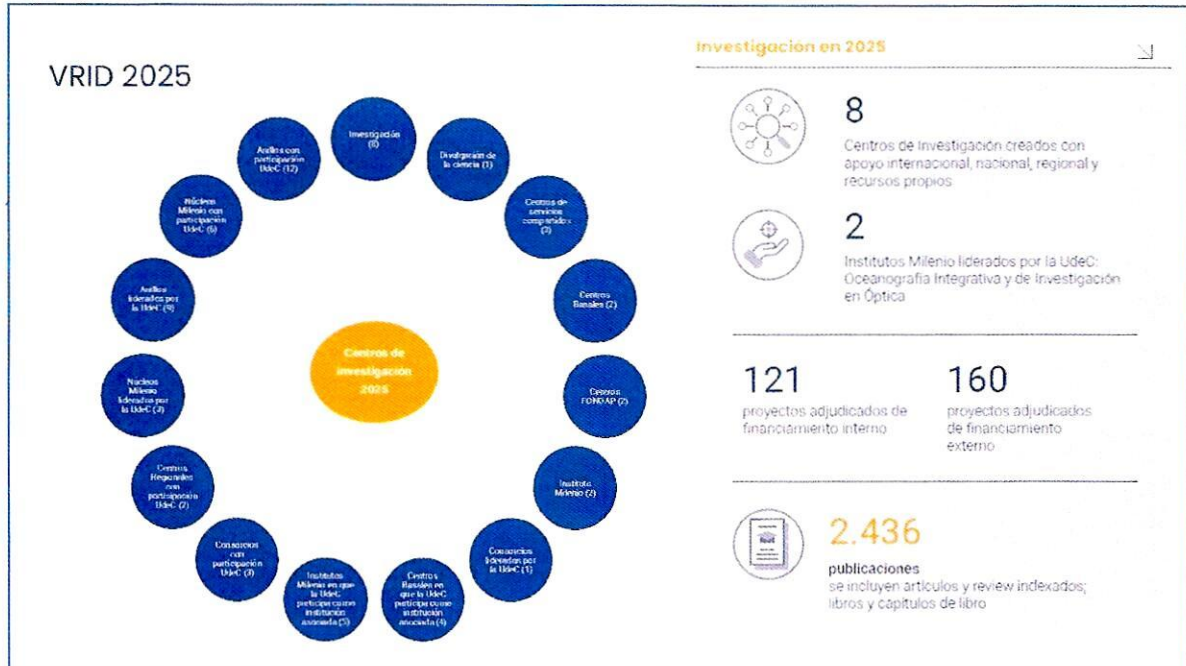 VRID 2025
Investigación
(8)
Divulgación de
la ciencia (1)
Centros de
servicios
compartidos
Centros
Basales (2)
Centros
FONDAP (2)
Instituto
Milenio (2)
Consorcios
liderados por
la UdeC (1)
Centros
Basales en
que la UdeC
participa como
institución
asociada (4)
Institutos
Milenio en que
la UdeC
participa como
institución
asociada
Consorcios
con
participación
UdeC (3)
Centros
Regionales
con
participación
UdeC (2)
Núcleos
Milenio
liderados por
la UdeC (3)
Anillos
liderados por
la UdeC (9)
Núcleos
Milenio con
participación
UdeC
Anillos con
participación
UdeC (12)
Centros de
investigación
2025
Investigación en 2025
8
Centros de Investigación creados con
apoyo internacional, nacional, regional y
recursos propios
2
Institutos Milenio liderados por la UdeC:
Oceanografía Integrativa y de Investigación
en Óptica
121
proyectos adjudicados de
financiamiento interno
160
proyectos adjudicados
de financiamiento
externo
2.436
publicaciones
se incluyen artículos y review indexados;
libros y capítulos de libro